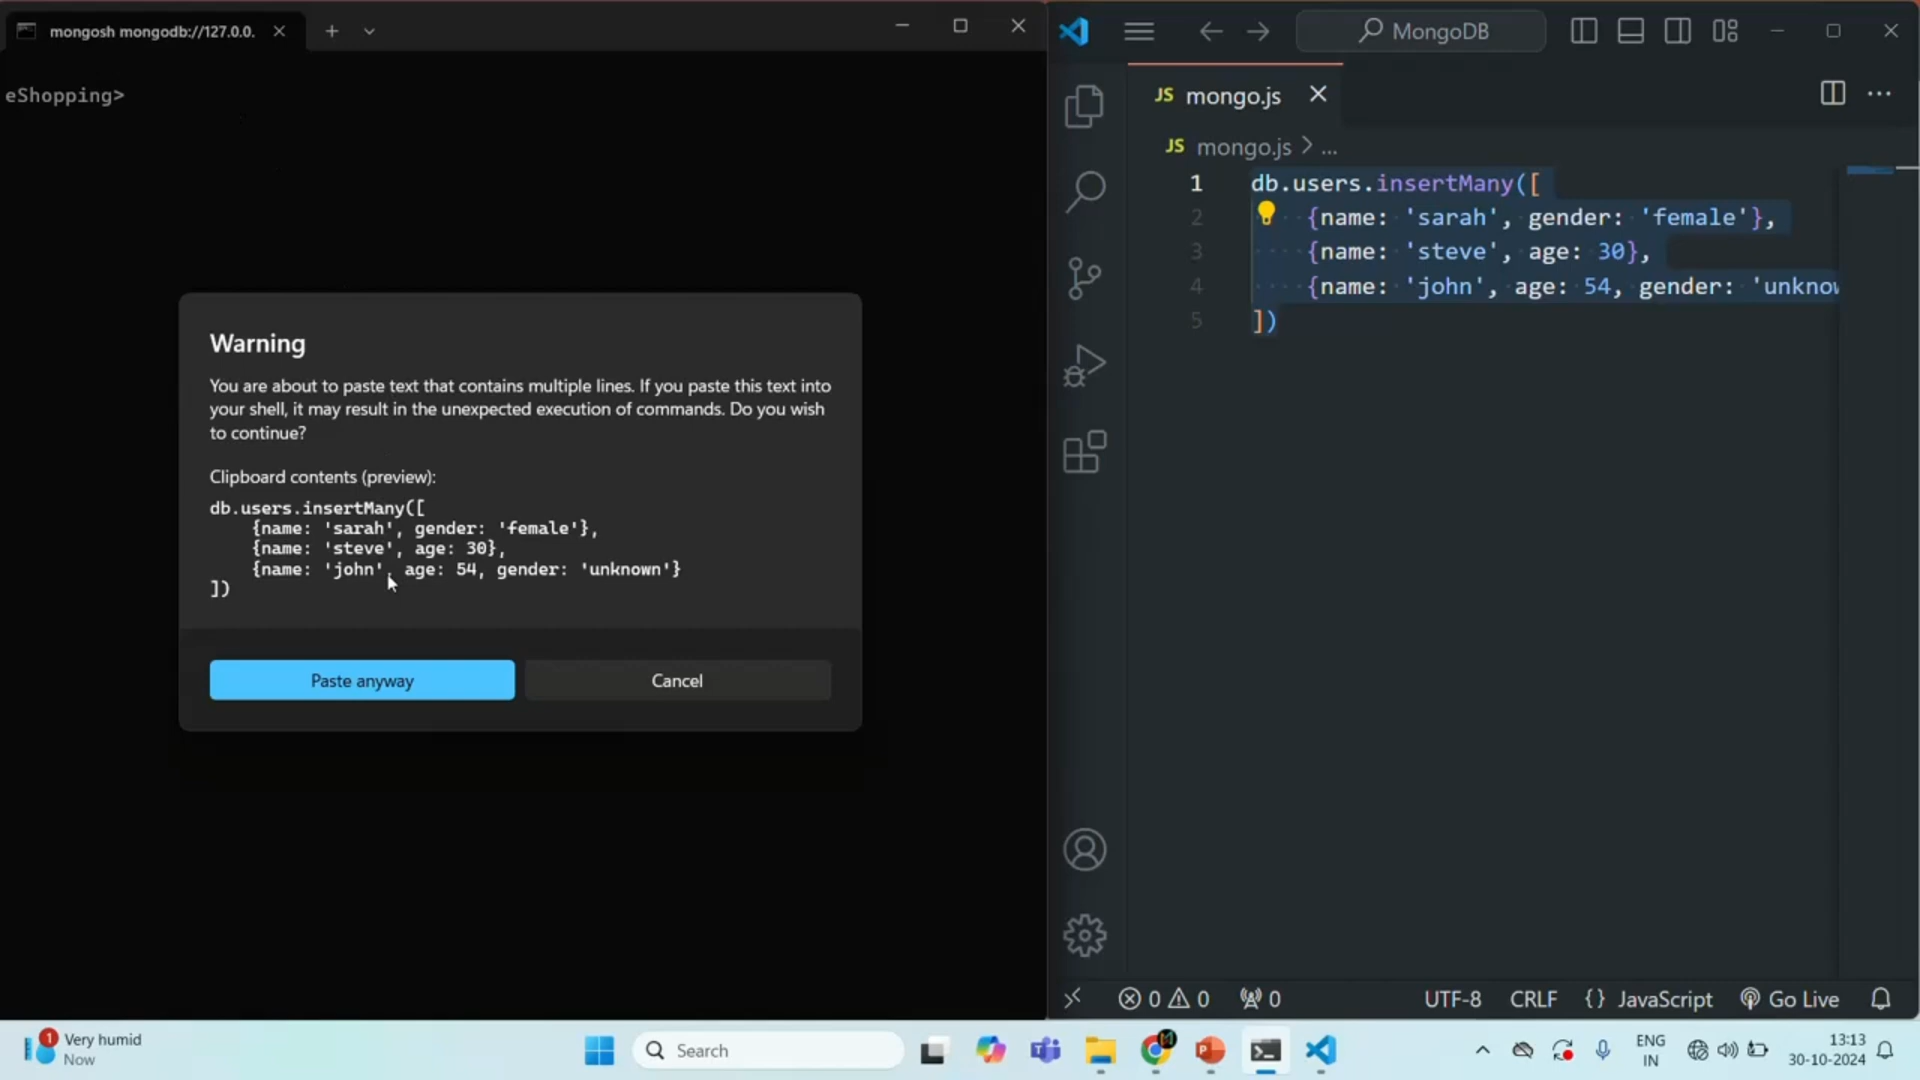 mongosh mongodb://127.0.0.
eShopping>
Warning
You are about to paste text that contains multiple lines. If you paste this text into
your shell, it may result in the unexpected execution of commands. Do you wish
to continue?
Clipboard contents (preview):
db.users.insertMany([
{name: 'sarah', gender: 'female'},
{name: 'steve', age: 30},
{name: 'john', age: 54, gender: 'unknown'}
])
Paste anyway
Cancel
MongoDB
JS mongo.js
JS mongo.js > ...
1 db.users.insertMany([
2 {name: 'sarah', gender: 'female'},
3 {name: 'steve', age: 30},
4 {name: 'john', age: 54, gender: 'unknow
5 ])
0 0 0 UTF-8 CRLF {} JavaScript Go Live
1 Very humid
Now
Search
ENG
IN
13:13
30-10-2024